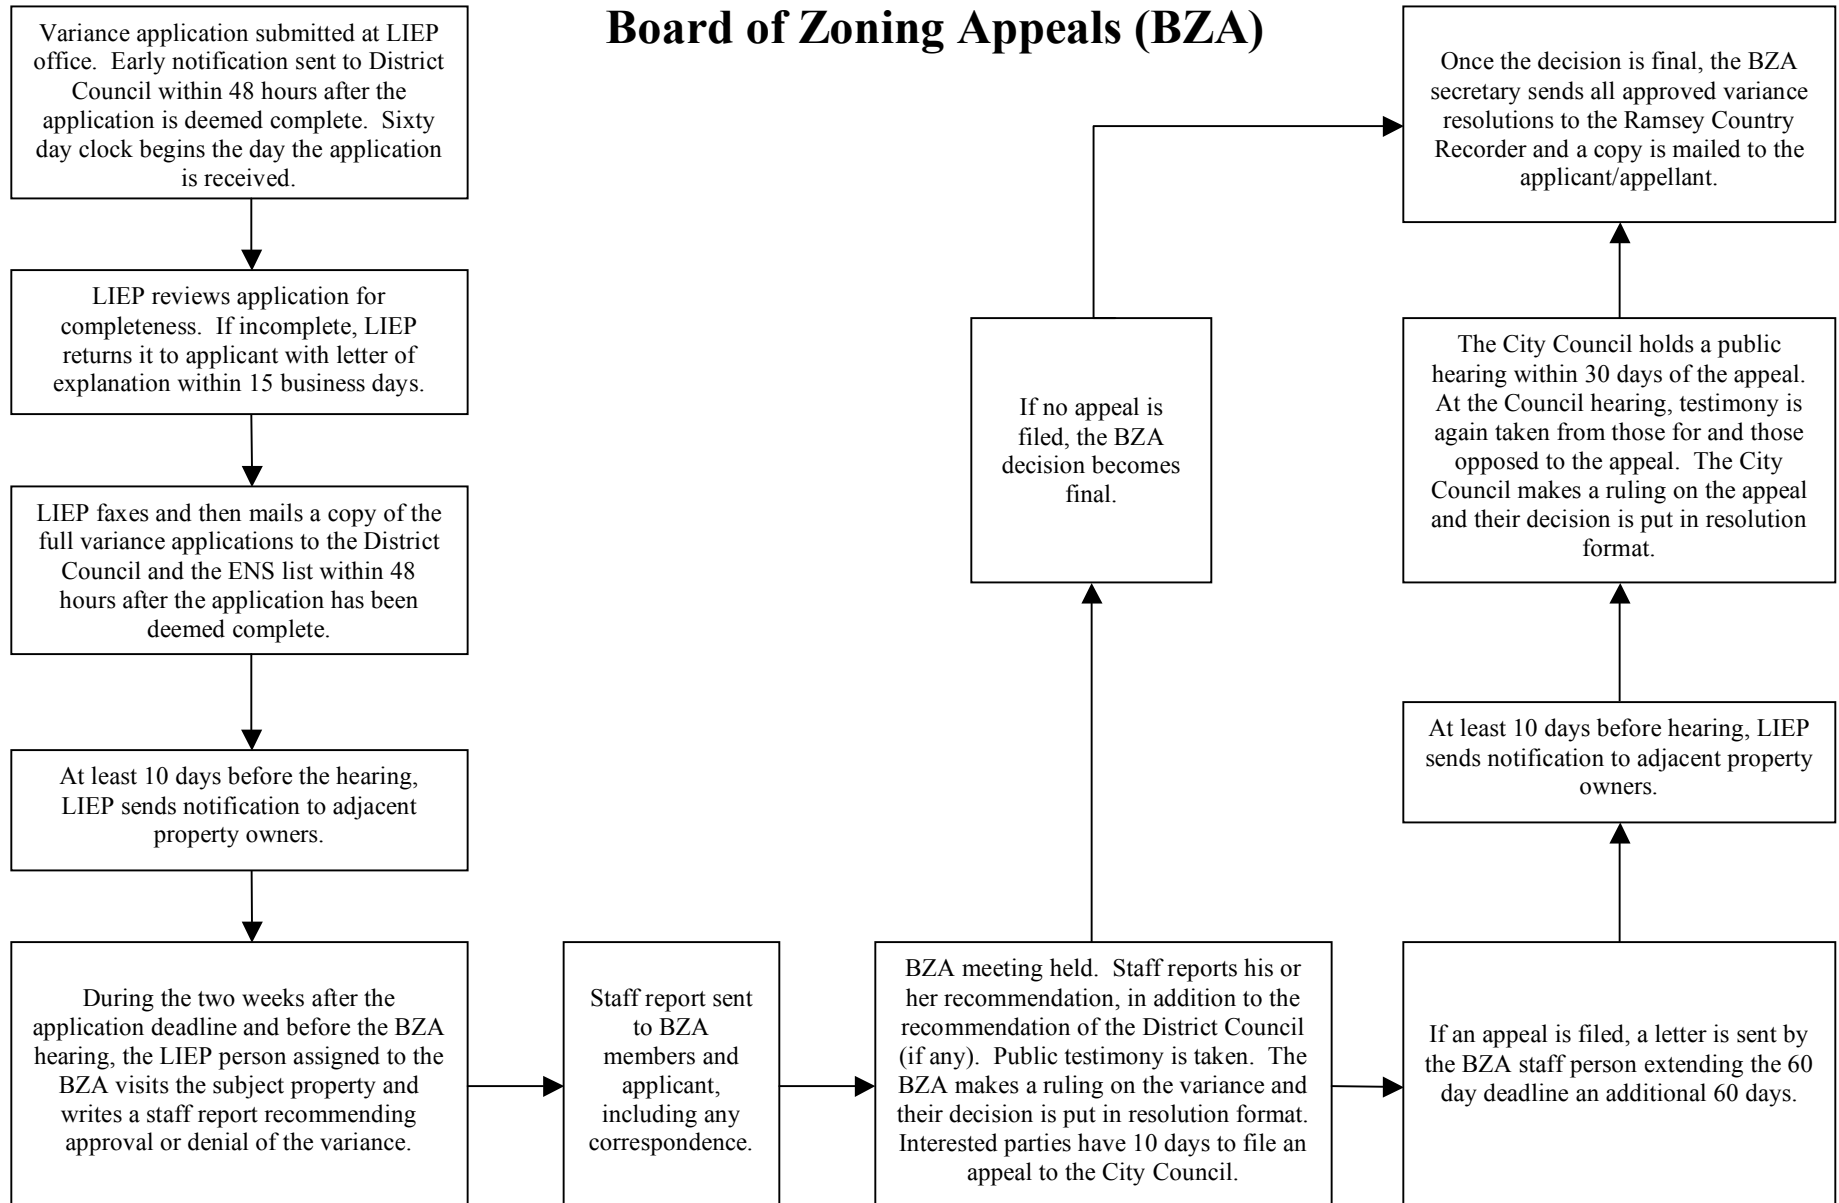 Board of Zoning Appeals (BZA)
Variance application submitted at LIEP
office. Early notification sent to District
Council within 48 hours after the
application is deemed complete. Sixty
day clock begins the day the application
is received.
LIEP reviews application for
completeness. If incomplete, LIEP
returns it to applicant with letter of
explanation within 15 business days.
LIEP faxes and then mails a copy of the
full variance applications to the District
Council and the ENS list within 48
hours after the application has been
deemed complete.
At least 10 days before the hearing,
LIEP sends notification to adjacent
property owners.
During the two weeks after the
application deadline and before the BZA
hearing, the LIEP person assigned to the
BZA visits the subject property and
writes a staff report recommending
approval or denial of the variance.
Staff report sent
to BZA
members and
applicant,
including any
correspondence.
BZA meeting held. Staff reports his or
her recommendation, in addition to the
recommendation of the District Council
(if any). Public testimony is taken. The
BZA makes a ruling on the variance and
their decision is put in resolution format.
Interested parties have 10 days to file an
appeal to the City Council.
If no appeal is
filed, the BZA
decision becomes
final.
If an appeal is filed, a letter is sent by
the BZA staff person extending the 60
day deadline an additional 60 days.
At least 10 days before hearing, LIEP
sends notification to adjacent property
owners.
The City Council holds a public
hearing within 30 days of the appeal.
At the Council hearing, testimony is
again taken from those for and those
opposed to the appeal. The City
Council makes a ruling on the appeal
and their decision is put in resolution
format.
Once the decision is final, the BZA
secretary sends all approved variance
resolutions to the Ramsey Country
Recorder and a copy is mailed to the
applicant/appellant.